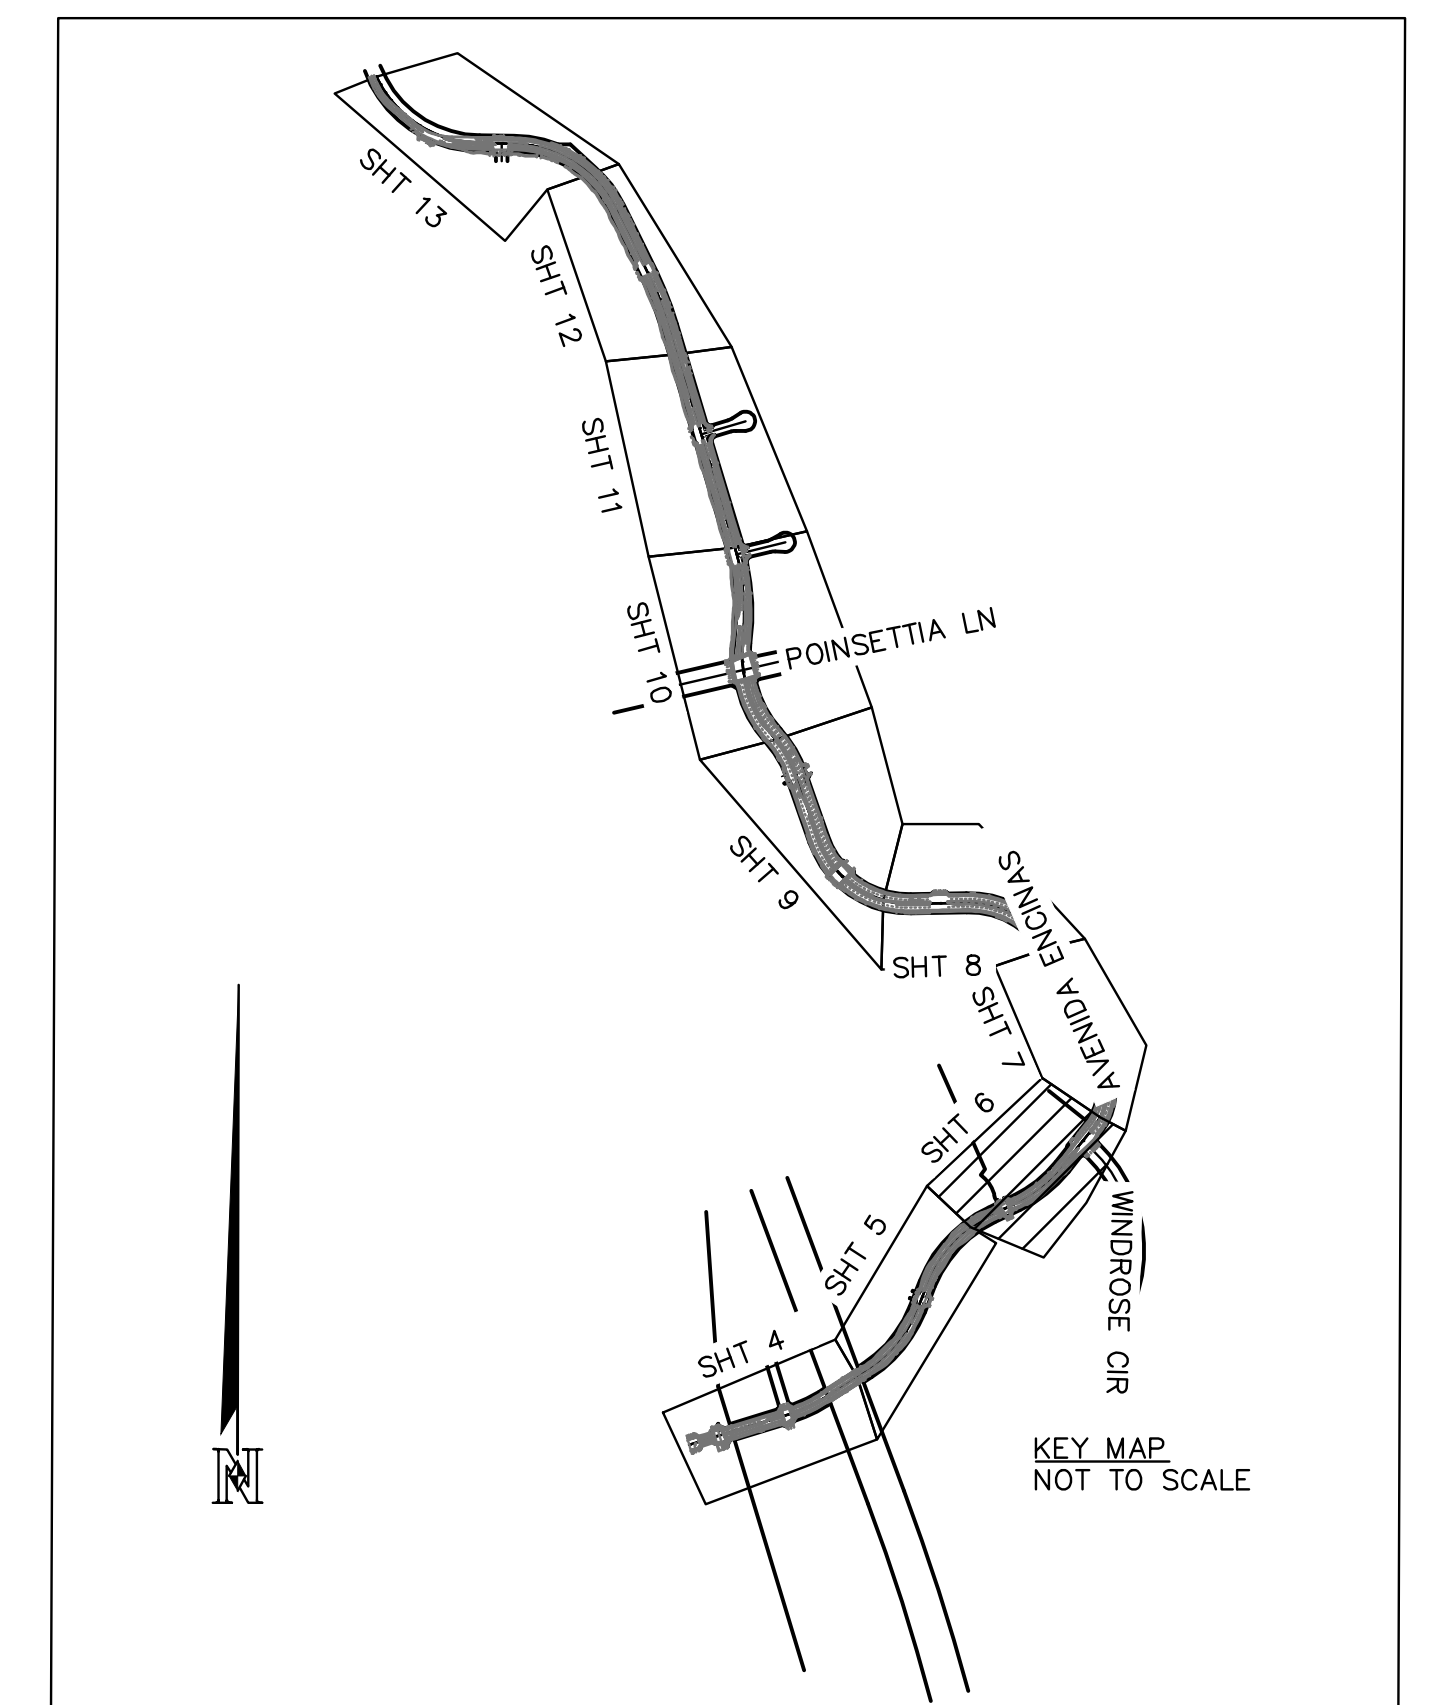 SHT 13
SHT 12
SHT 11
SHT 10
POINSETTIA LN
SHT 9
SHT 8
AVENIDA ENCINAS
SHT 7
SHT 6
SHT 5
WINDROSE CIR
SHT 4
KEY MAP
NOT TO SCALE
N